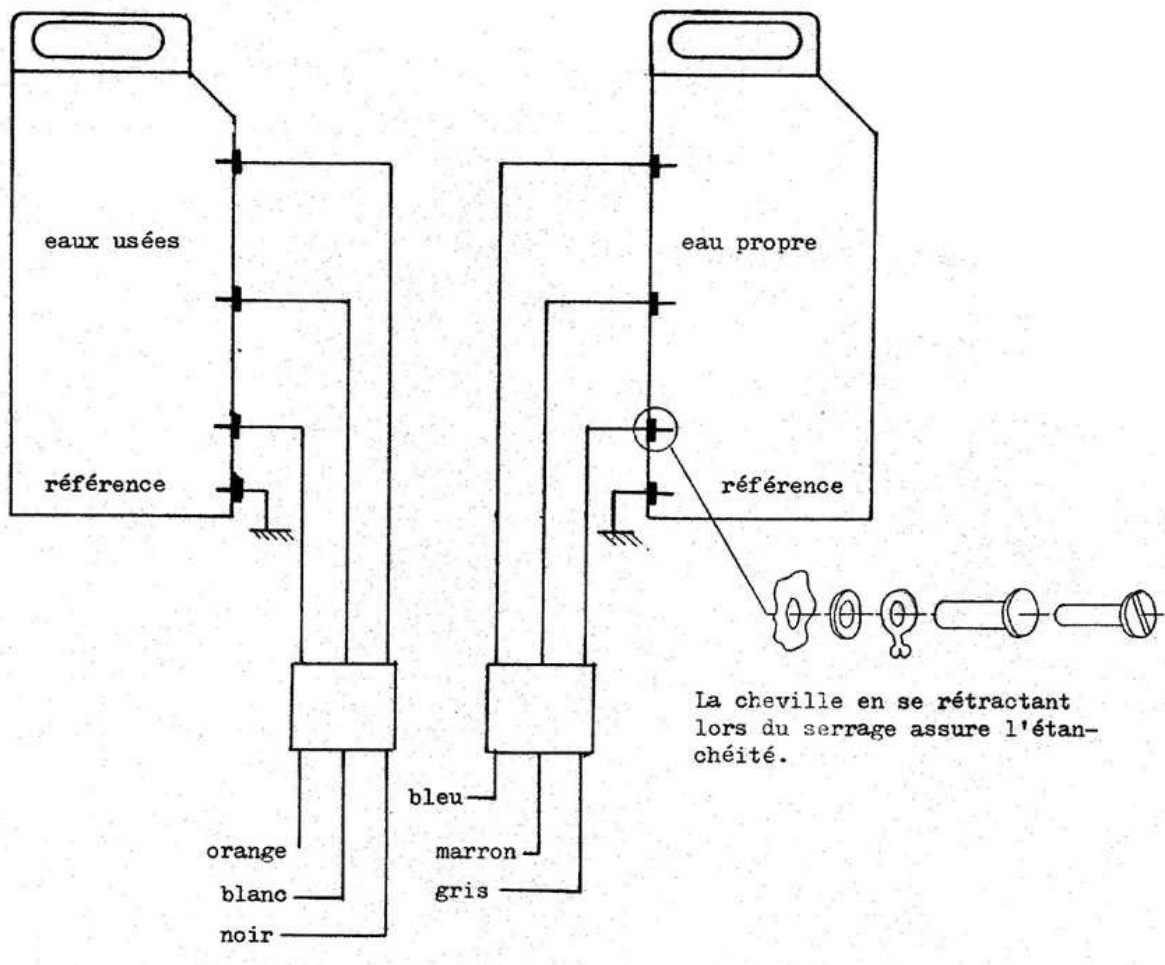 eaux usées
eau propre
référence
référence
La cheville en se rétractant
lors du serrage assure l'étan-
chéité.
bleu
orange
marron
blanc
gris
noir